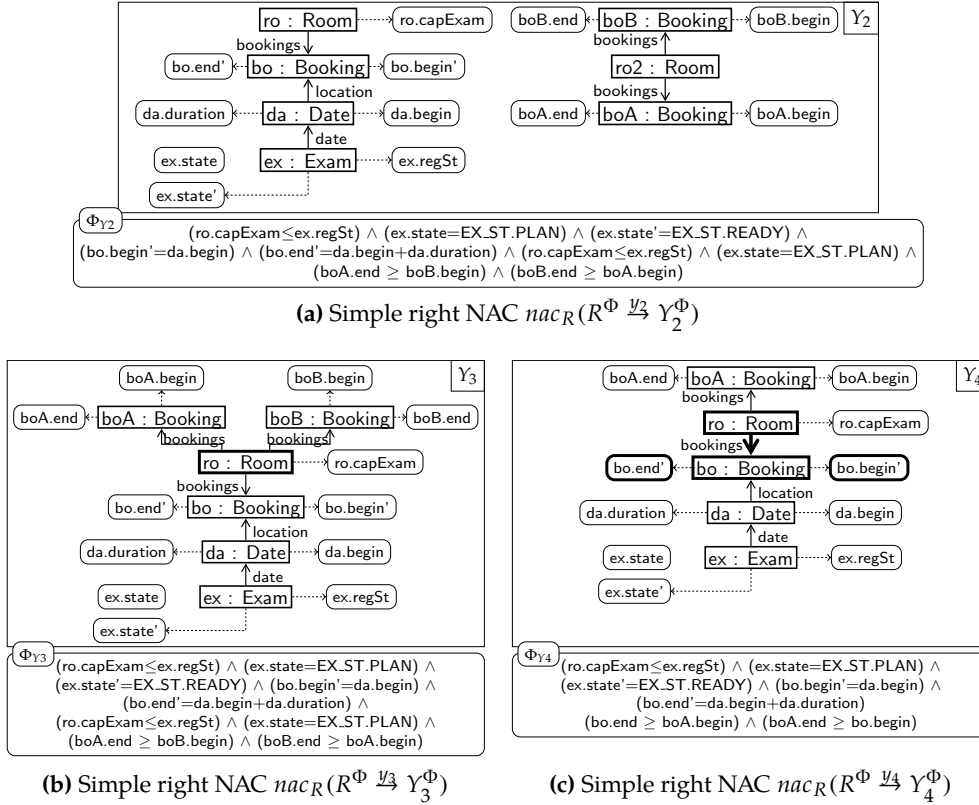 ro : Room
ro.capExam
boB.end
boB : Booking
boB.begin
Y2
bookings
bookings
bo.end'
bo : Booking
bo.begin'
ro2 : Room
location
bookings
da.duration
da : Date
da.begin
boA.end
boA : Booking
boA.begin
date
ex.state
ex : Exam
ex.regSt
ex.state'
ΦY2
(ro.capExam≤ex.regSt) ∧ (ex.state=EX_ST.PLAN) ∧ (ex.state'=EX_ST.READY) ∧
(bo.begin'=da.begin) ∧ (bo.end'=da.begin+da.duration) ∧ (ro.capExam≤ex.regSt) ∧ (ex.state=EX_ST.PLAN) ∧
(boA.end ≥ boB.begin) ∧ (boB.end ≥ boA.begin)
(a) Simple right NAC nacR(RΦ y2→ Y2Φ)
boA.begin
boB.begin
Y3
boA.end
boA : Booking
boB : Booking
boB.end
bookings
bookings
ro : Room
ro.capExam
bookings
bo.end'
bo : Booking
bo.begin'
location
da.duration
da : Date
da.begin
date
ex.state
ex : Exam
ex.regSt
ex.state'
ΦY3
(ro.capExam≤ex.regSt) ∧ (ex.state=EX_ST.PLAN) ∧
(ex.state'=EX_ST.READY) ∧ (bo.begin'=da.begin) ∧
(bo.end'=da.begin+da.duration) ∧
(ro.capExam≤ex.regSt) ∧ (ex.state=EX_ST.PLAN) ∧
(boA.end ≥ boB.begin) ∧ (boB.end ≥ boA.begin)
(b) Simple right NAC nacR(RΦ y3→ Y3Φ)
boA.end
boA : Booking
boA.begin
Y4
bookings
ro : Room
ro.capExam
bookings
bo.end'
bo : Booking
bo.begin'
location
da.duration
da : Date
da.begin
date
ex.state
ex : Exam
ex.regSt
ex.state'
ΦY4
(ro.capExam≤ex.regSt) ∧ (ex.state=EX_ST.PLAN) ∧
(ex.state'=EX_ST.READY) ∧ (bo.begin'=da.begin) ∧
(bo.end'=da.begin+da.duration)
(bo.end ≥ boA.begin) ∧ (boA.end ≥ bo.begin)
(c) Simple right NAC nacR(RΦ y4→ Y4Φ)